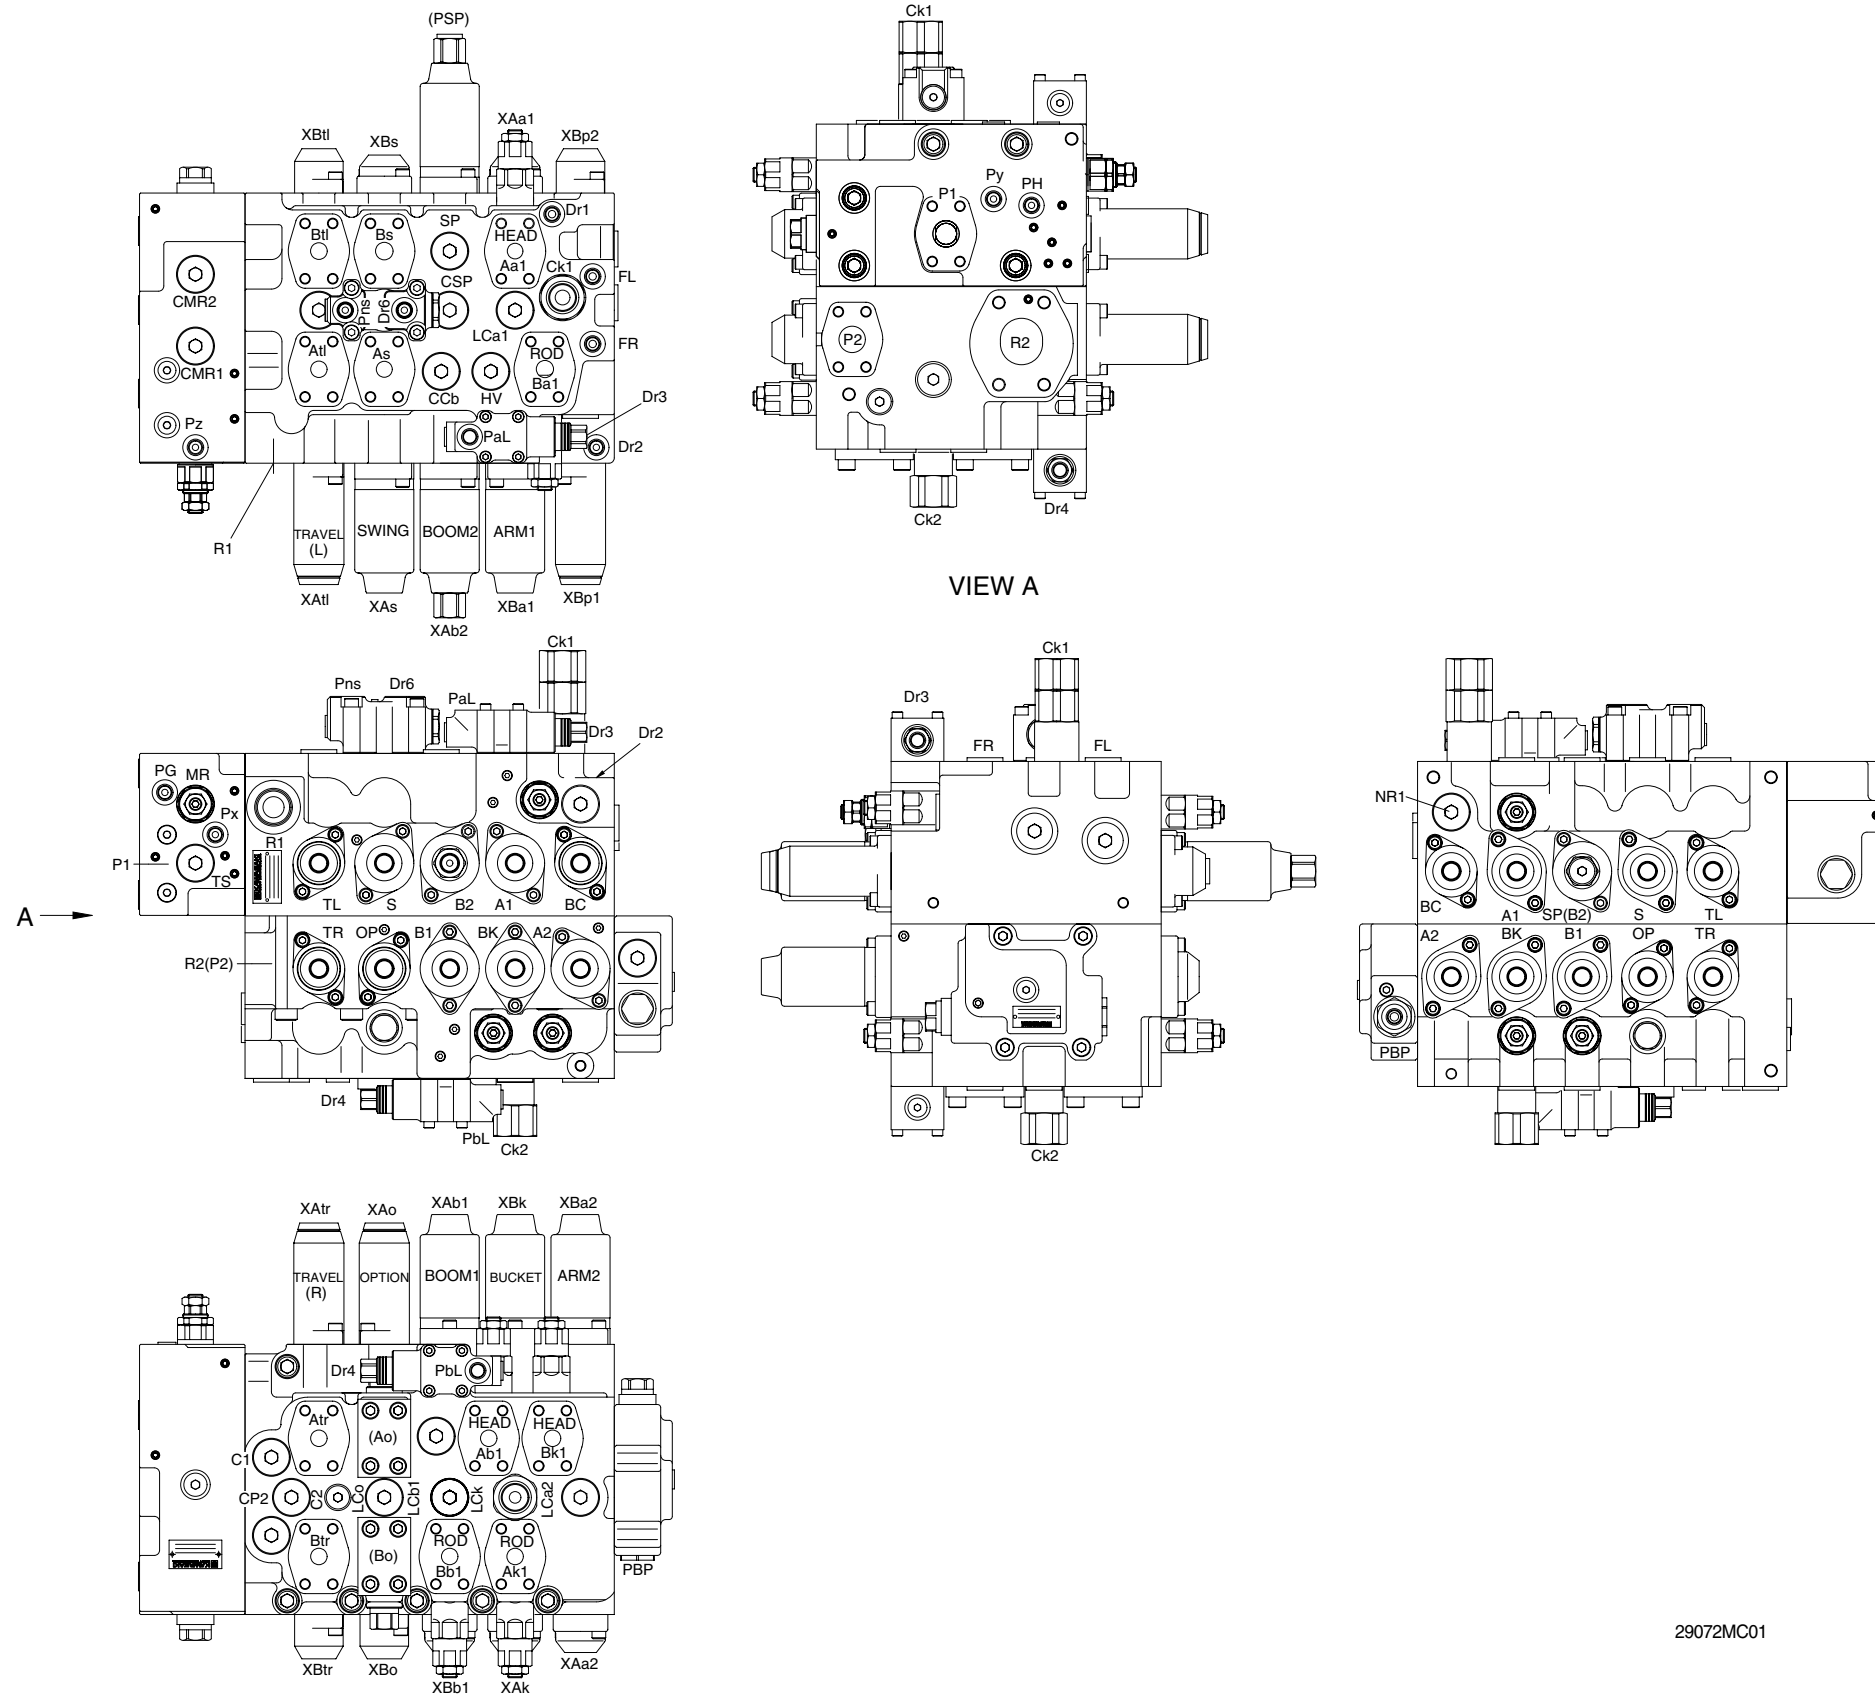 (PSP)
XBtl
XBs
XAa1
XBp2
Dr1
SP
Btl
Bs
HEAD
Aa1
Ck1
FL
CSP
CMR2
Pns
Dr6
LCa1
FR
CMR1
Atl
As
ROD
Ba1
CCb
HV
Dr3
Pz
PaL
Dr2
R1
TRAVEL
(L)
SWING
BOOM2
ARM1
XAtl
XAs
XAb2
XBa1
XBp1
Ck1
P1
Py
PH
P2
R2
Ck2
Dr4
VIEW A
Ck1
Pns
Dr6
PaL
Dr3
Dr2
PG
MR
Px
R1
P1
TS
TL
S
B2
A1
BC
A
TR
OP
B1
BK
A2
R2(P2)
Dr4
PbL
Ck2
Ck1
Dr3
FR
FL
Ck2
NR1
BC
A1
SP(B2)
S
TL
A2
BK
B1
OP
TR
PBP
XAtr
XAo
XAb1
XBk
XBa2
TRAVEL
(R)
OPTION
BOOM1
BUCKET
ARM2
Dr4
PbL
Atr
(Ao)
HEAD
Ab1
HEAD
Bk1
C1
CP2
C2
LCo
LCb1
LCk
LCa2
Btr
(Bo)
ROD
Bb1
ROD
Ak1
PBP
XBtr
XBo
XBb1
XAk
XAa2
29072MC01